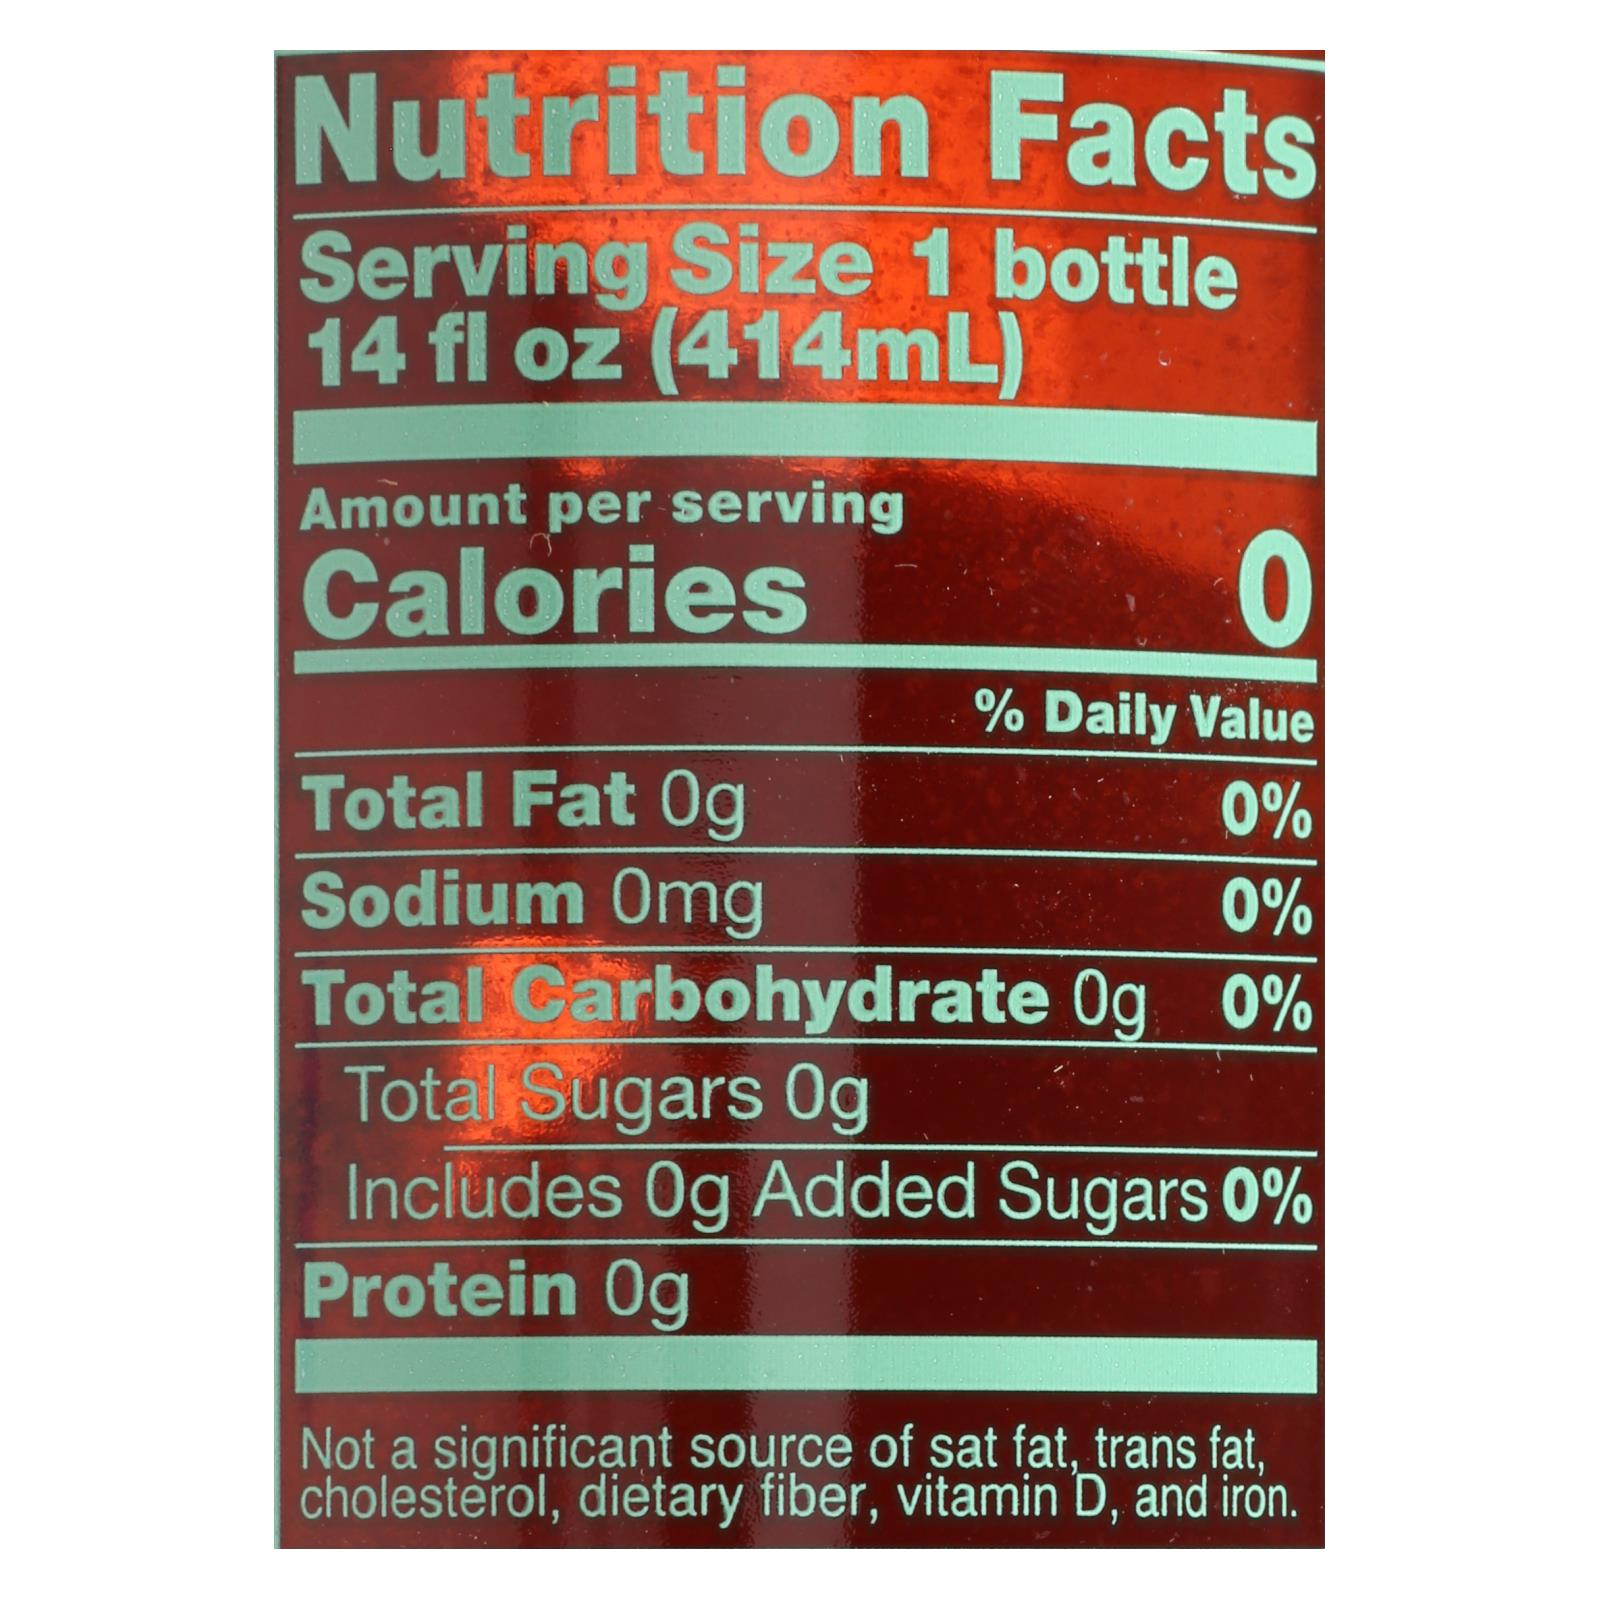 Nutrition Facts
Serving Size 1 bottle
14 fl oz (414mL)
Amount per serving
Calories 0
% Daily Value
Total Fat 0g 0%
Sodium 0mg 0%
Total Carbohydrate 0g 0%
Total Sugars 0g
Includes 0g Added Sugars 0%
Protein 0g
Not a significant source of sat fat, trans fat,
cholesterol, dietary fiber, vitamin D, and iron.